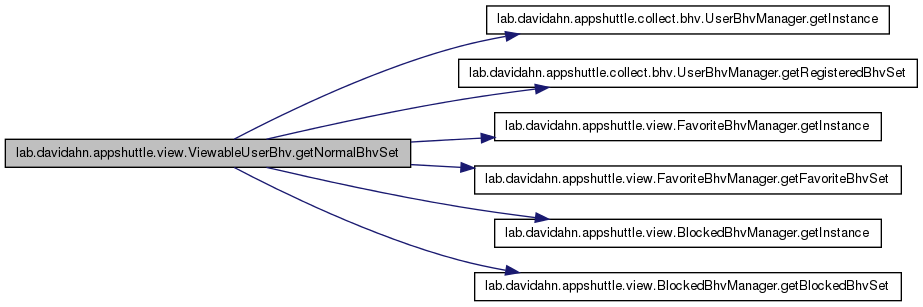 lab.davidahn.appshuttle.collect.bhv.UserBhvManager.getInstance
lab.davidahn.appshuttle.collect.bhv.UserBhvManager.getRegisteredBhvSet
lab.davidahn.appshuttle.view.FavoriteBhvManager.getInstance
lab.davidahn.appshuttle.view.ViewableUserBhv.getNormalBhvSet
lab.davidahn.appshuttle.view.FavoriteBhvManager.getFavoriteBhvSet
lab.davidahn.appshuttle.view.BlockedBhvManager.getInstance
lab.davidahn.appshuttle.view.BlockedBhvManager.getBlockedBhvSet